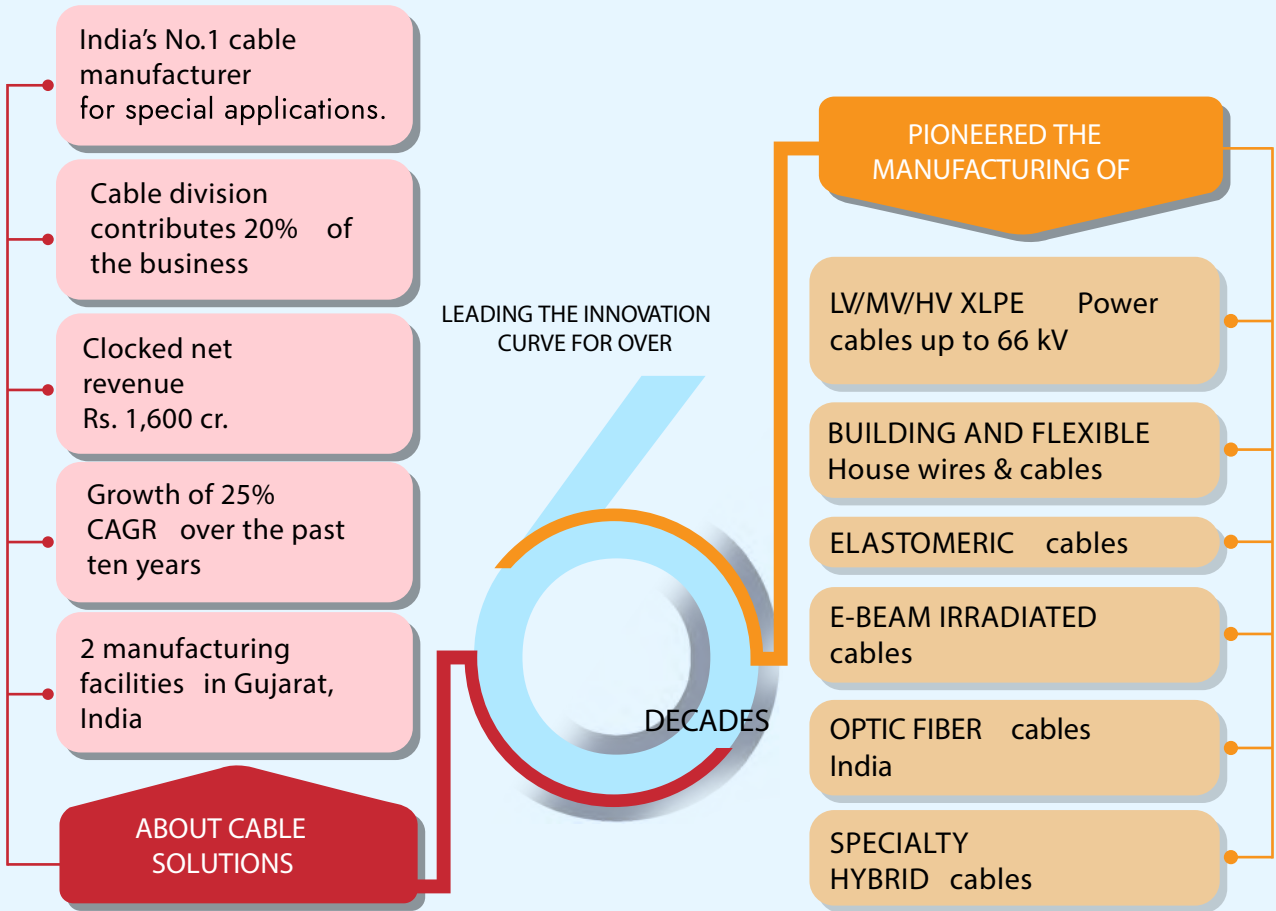 India's No.1 cable
manufacturer
for special applications.
Cable division
contributes 20% of
the business
Clocked net
revenue
Rs. 1,600 cr.
Growth of 25%
CAGR over the past
ten years
2 manufacturing
facilities in Gujarat,
India
ABOUT CABLE
SOLUTIONS
LEADING THE INNOVATION
CURVE FOR OVER
6
DECADES
PIONEERED THE
MANUFACTURING OF
LV/MV/HV XLPE Power
cables up to 66 kV
BUILDING AND FLEXIBLE
House wires & cables
ELASTOMERIC cables
E-BEAM IRRADIATED
cables
OPTIC FIBER cables
India
SPECIALTY
HYBRID cables